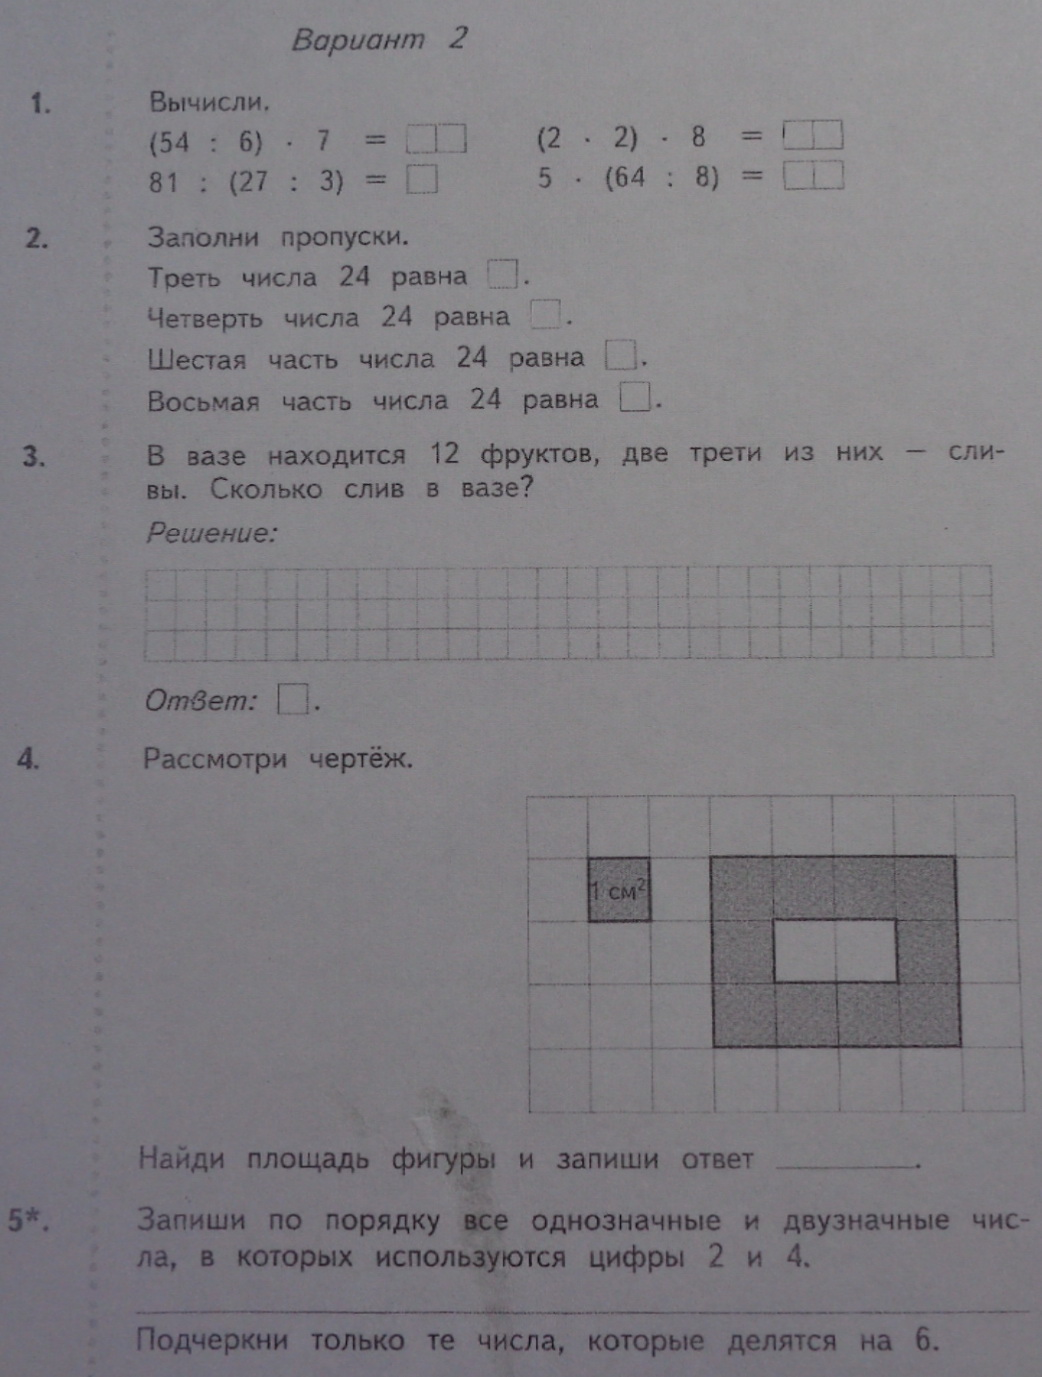 Вариант 2
1. Вычисли.
(54 : 6) · 7 = (2 · 2) · 8 =
81 : (27 : 3) = 5 · (64 : 8) =
2. Заполни пропуски.
Треть числа 24 равна .
Четверть числа 24 равна .
Шестая часть числа 24 равна .
Восьмая часть числа 24 равна .
3. В вазе находится 12 фруктов, две трети из них — сли-
вы. Сколько слив в вазе?
Решение:
Ответ: .
4. Рассмотри чертёж.
1 см²
Найди площадь фигуры и запиши ответ ________.
5*. Запиши по порядку все однозначные и двузначные чис-
ла, в которых используются цифры 2 и 4.
Подчеркни только те числа, которые делятся на 6.